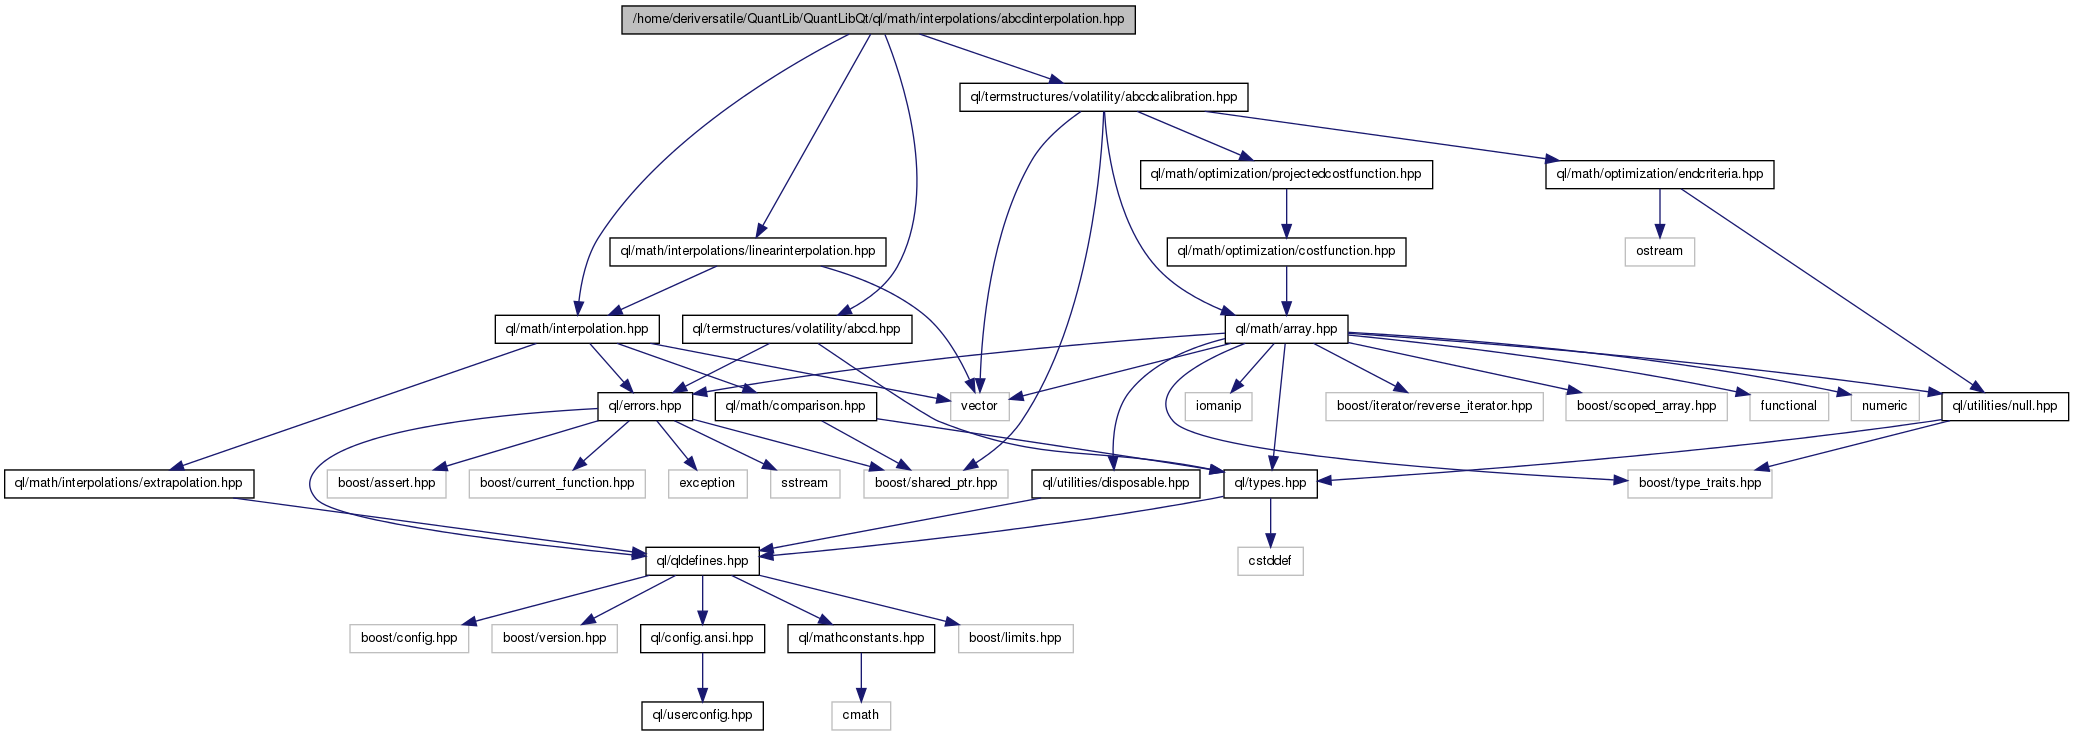 /home/deriversatile/QuantLib/QuantLibQt/ql/math/interpolations/abcdinterpolation.hpp
ql/termstructures/volatility/abcdcalibration.hpp
ql/math/optimization/projectedcostfunction.hpp
ql/math/optimization/endcriteria.hpp
ql/math/interpolations/linearinterpolation.hpp
ql/math/optimization/costfunction.hpp
ostream
ql/math/interpolation.hpp
ql/termstructures/volatility/abcd.hpp
ql/math/array.hpp
ql/errors.hpp
ql/math/comparison.hpp
vector
iomanip
boost/iterator/reverse_iterator.hpp
boost/scoped_array.hpp
functional
numeric
ql/utilities/null.hpp
ql/math/interpolations/extrapolation.hpp
boost/assert.hpp
boost/current_function.hpp
exception
sstream
boost/shared_ptr.hpp
ql/utilities/disposable.hpp
ql/types.hpp
boost/type_traits.hpp
ql/qldefines.hpp
cstddef
boost/config.hpp
boost/version.hpp
ql/config.ansi.hpp
ql/mathconstants.hpp
boost/limits.hpp
ql/userconfig.hpp
cmath